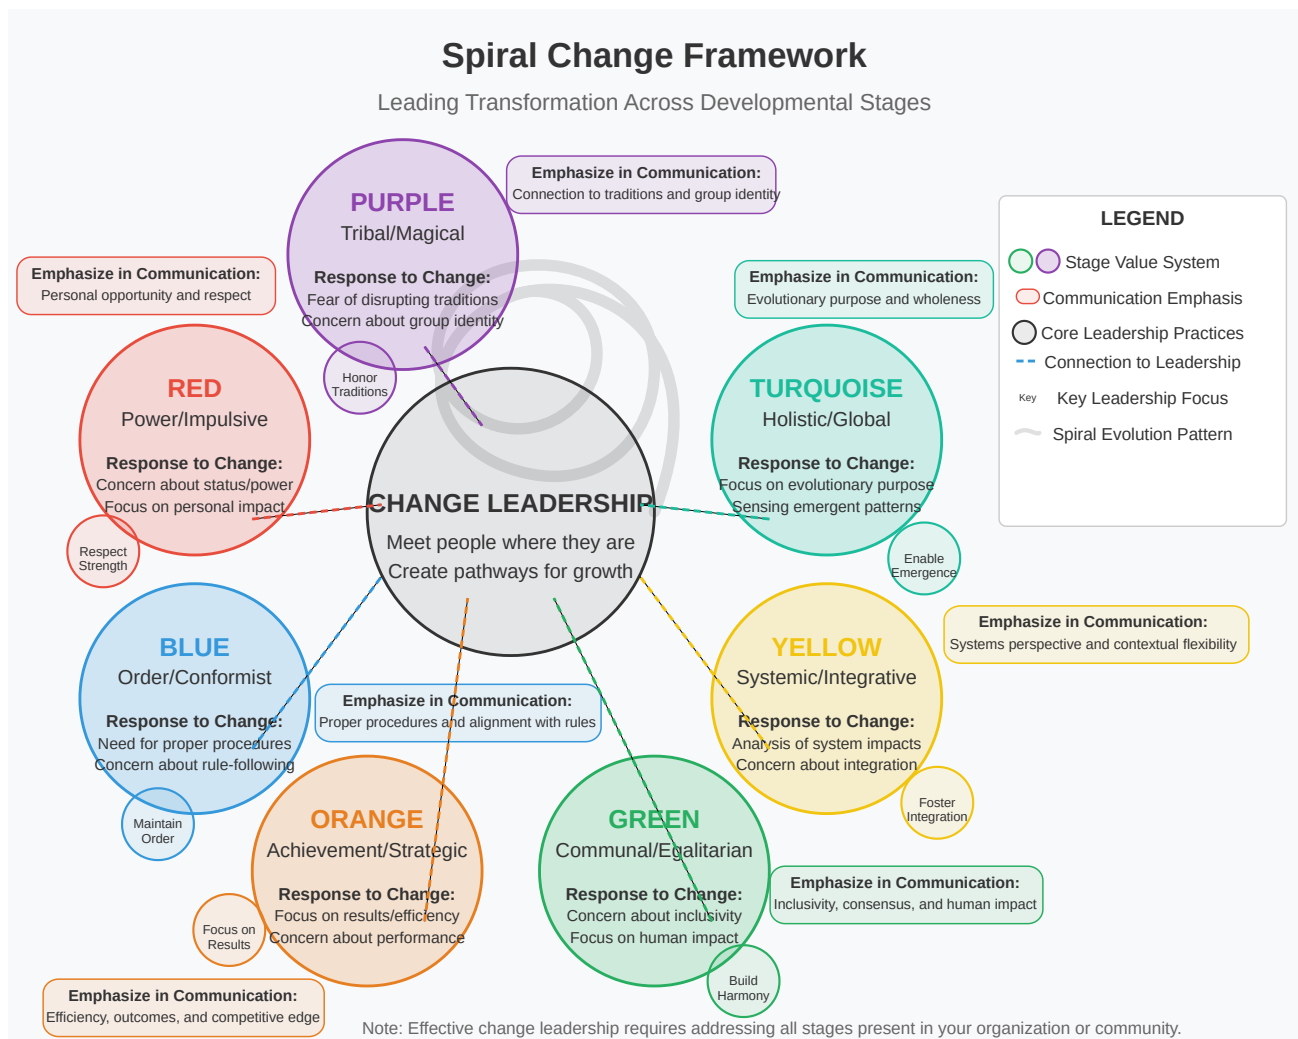 Spiral Change Framework
Leading Transformation Across Developmental Stages
PURPLE
Tribal/Magical
Response to Change:
Fear of disrupting traditions
Concern about group identity
Honor
Traditions
Emphasize in Communication:
Connection to traditions and group identity
Emphasize in Communication:
Personal opportunity and respect
RED
Power/Impulsive
Response to Change:
Concern about status/power
Focus on personal impact
Respect
Strength
CHANGE LEADERSHIP
Meet people where they are
Create pathways for growth
Emphasize in Communication:
Evolutionary purpose and wholeness
TURQUOISE
Holistic/Global
Response to Change:
Focus on evolutionary purpose
Sensing emergent patterns
Enable
Emergence
LEGEND
Stage Value System
Communication Emphasis
Core Leadership Practices
Connection to Leadership
Key
Key Leadership Focus
Spiral Evolution Pattern
BLUE
Order/Conformist
Response to Change:
Need for proper procedures
Concern about rule-following
Maintain
Order
Emphasize in Communication:
Proper procedures and alignment with rules
YELLOW
Systemic/Integrative
Response to Change:
Analysis of system impacts
Concern about integration
Foster
Integration
Emphasize in Communication:
Systems perspective and contextual flexibility
ORANGE
Achievement/Strategic
Response to Change:
Focus on results/efficiency
Concern about performance
Focus on
Results
Emphasize in Communication:
Efficiency, outcomes, and competitive edge
GREEN
Communal/Egalitarian
Response to Change:
Concern about inclusivity
Focus on human impact
Build
Harmony
Emphasize in Communication:
Inclusivity, consensus, and human impact
Note: Effective change leadership requires addressing all stages present in your organization or community.